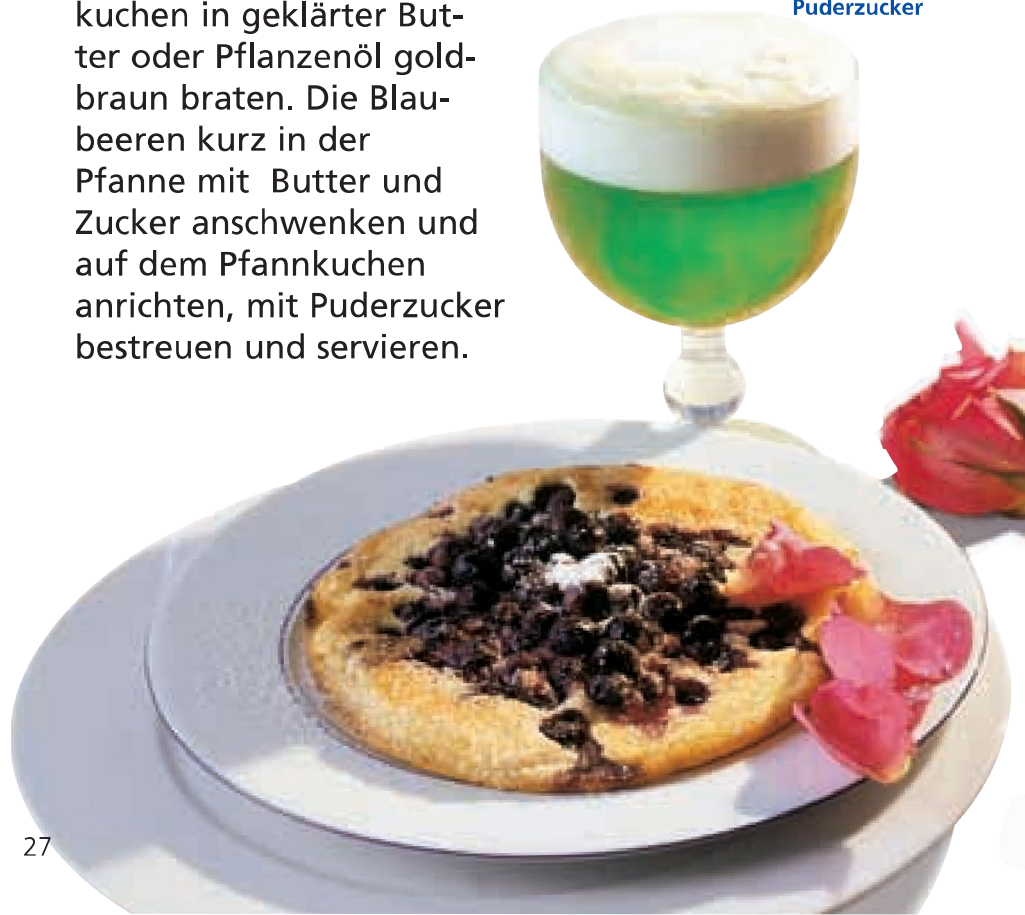 kuchen in geklärter But-
ter oder Pflanzenöl gold-
braun braten. Die Blau-
beeren kurz in der
Pfanne mit  Butter und
Zucker anschwenken und
auf dem Pfannkuchen
anrichten, mit Puderzucker
bestreuen und servieren.
Puderzucker
27